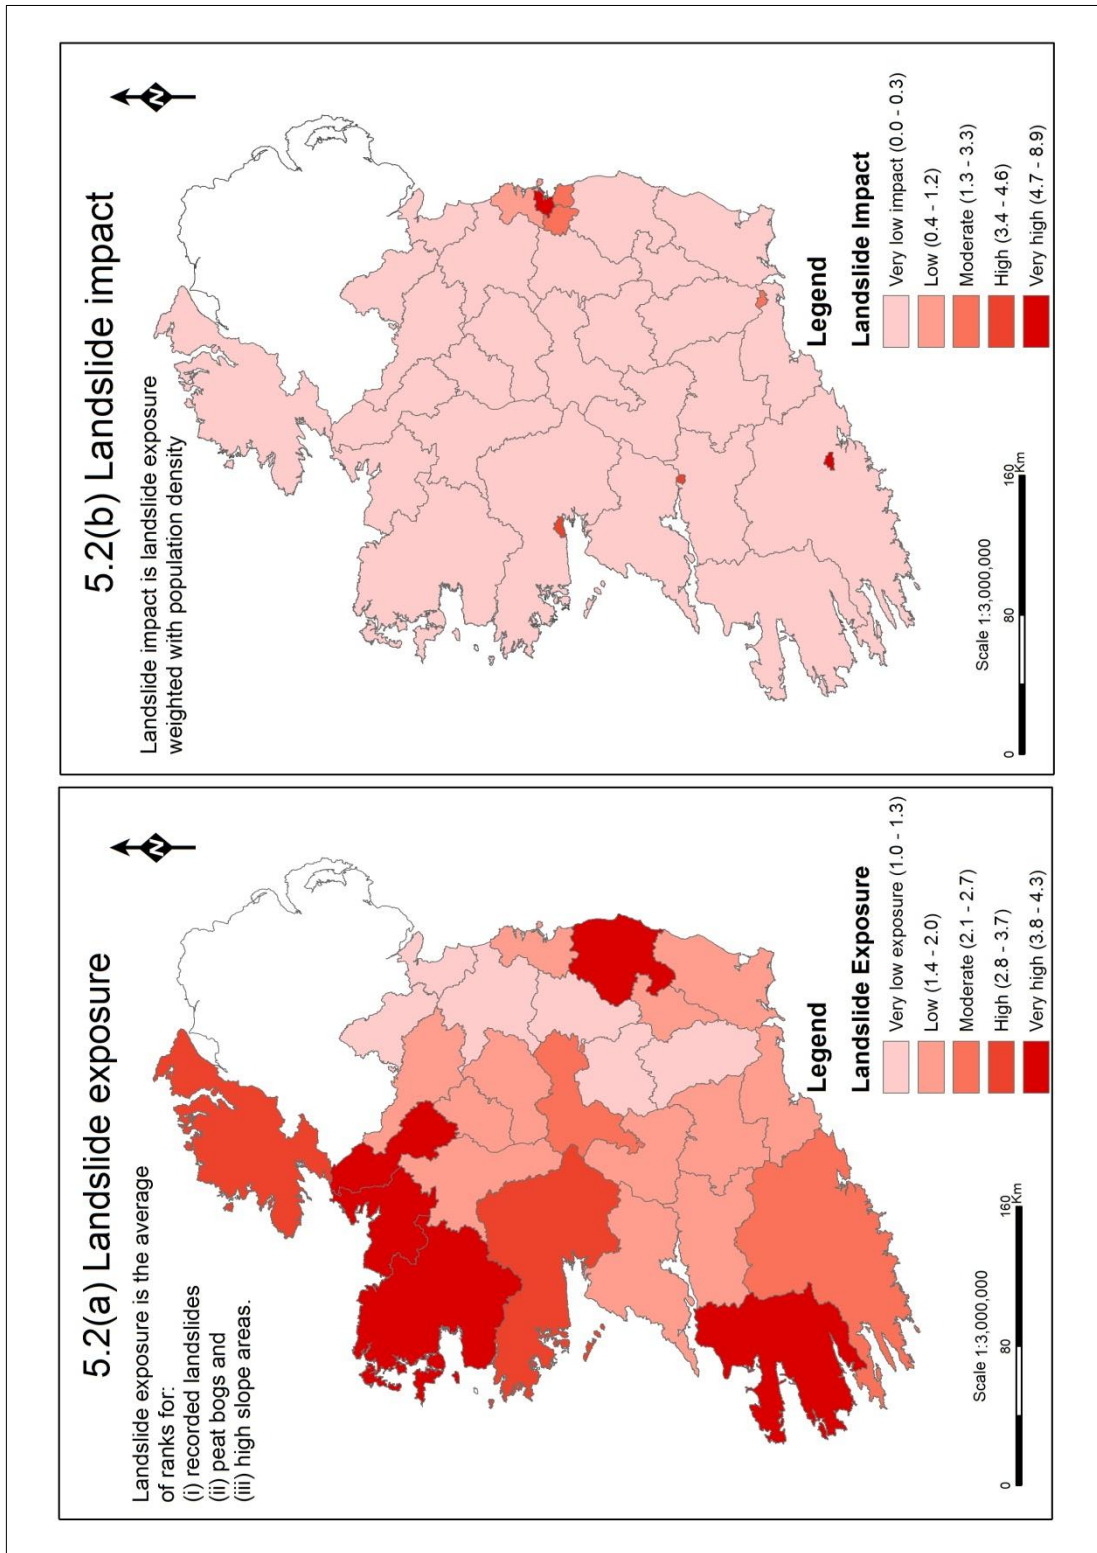 5.2(a) Landslide exposure
Landslide exposure is the average
of ranks for:
(i) recorded landslides
(ii) peat bogs and
(iii) high slope areas.
N
Legend
Landslide Exposure
Very low exposure (1.0 - 1.3)
Low (1.4 - 2.0)
Moderate (2.1 - 2.7)
High (2.8 - 3.7)
Very high (3.8 - 4.3)
Scale 1:3,000,000
0 80 160
Km
5.2(b) Landslide impact
Landslide impact is landslide exposure
weighted with population density
N
Legend
Landslide Impact
Very low impact (0.0 - 0.3)
Low (0.4 - 1.2)
Moderate (1.3 - 3.3)
High (3.4 - 4.6)
Very high (4.7 - 8.9)
Scale 1:3,000,000
0 80 160
Km